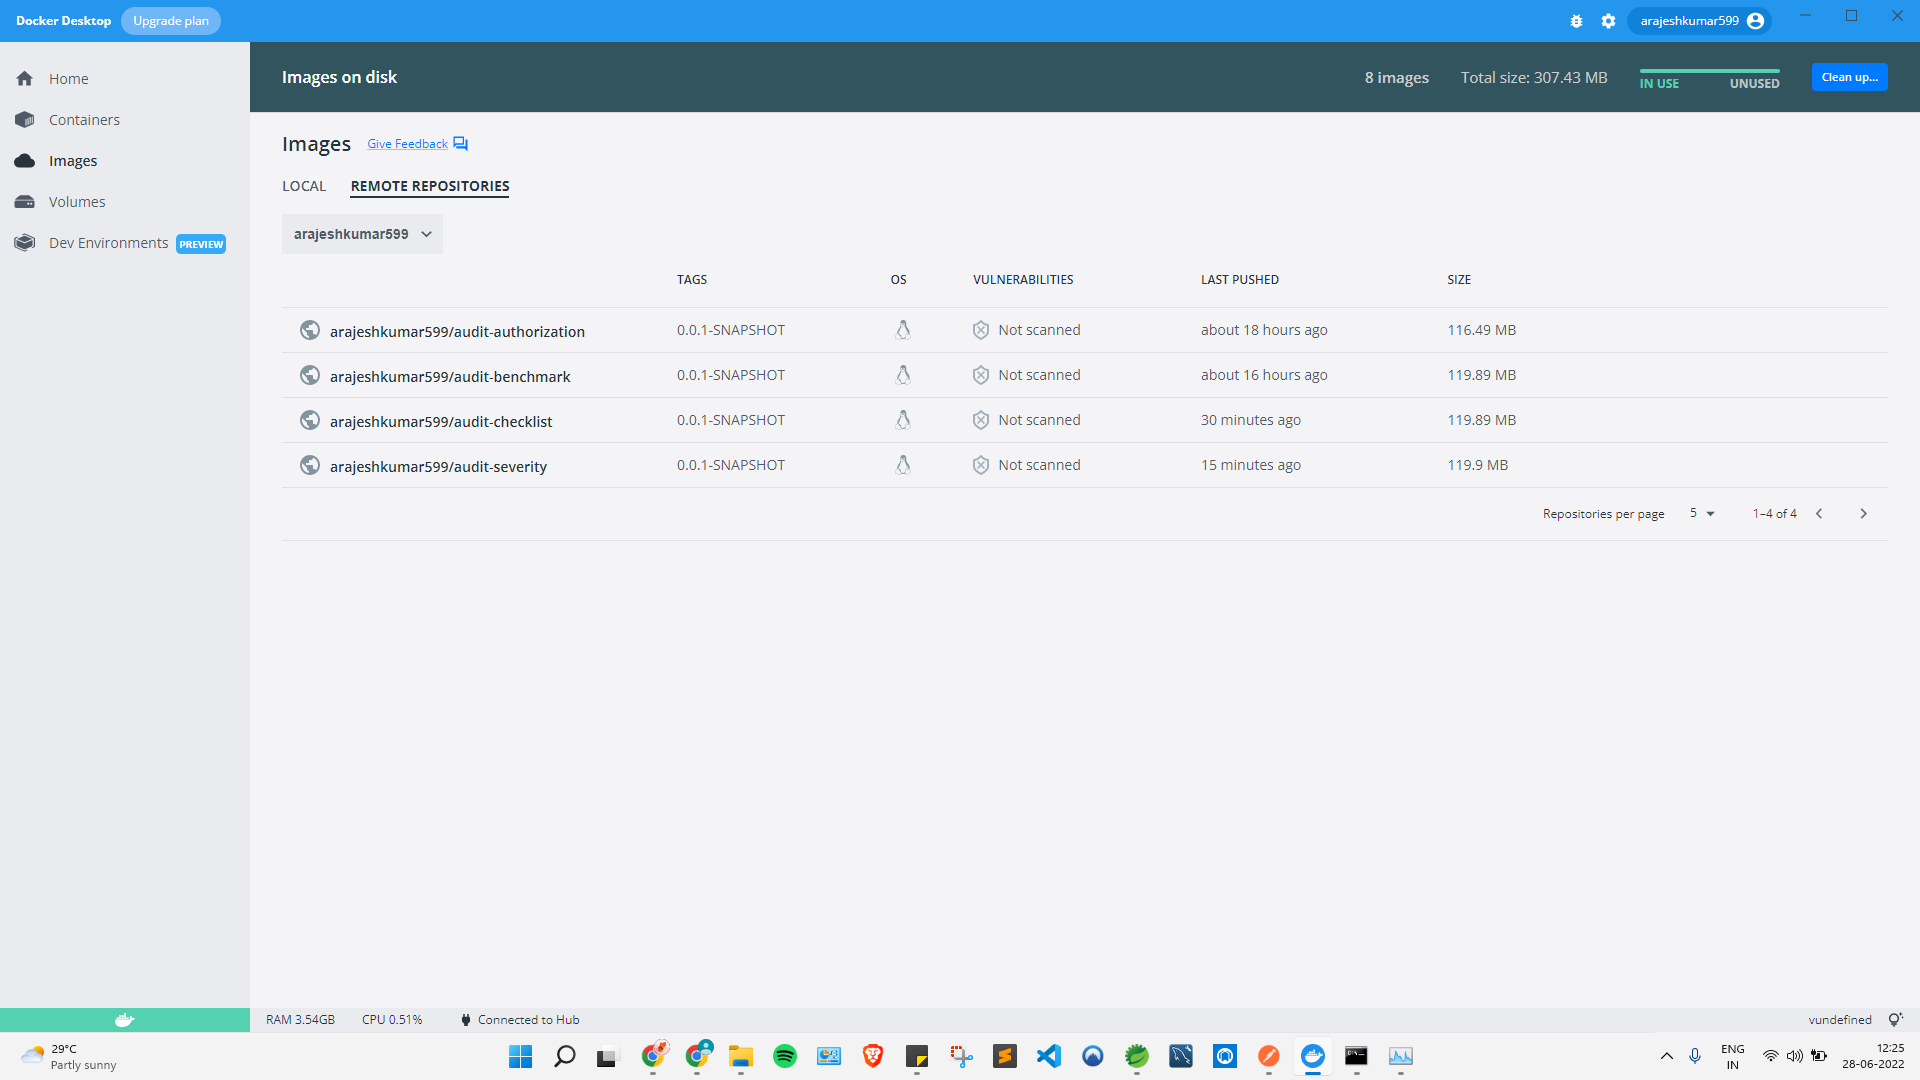 Docker Desktop Upgrade plan arajeshkumar599
Home
Containers
Images
Volumes
Dev Environments PREVIEW
Images on disk 8 images Total size: 307.43 MB IN USE UNUSED Clean up...
Images Give Feedback
LOCAL REMOTE REPOSITORIES
arajeshkumar599
TAGS OS VULNERABILITIES LAST PUSHED SIZE
arajeshkumar599/audit-authorization 0.0.1-SNAPSHOT Not scanned about 18 hours ago 116.49 MB
arajeshkumar599/audit-benchmark 0.0.1-SNAPSHOT Not scanned about 16 hours ago 119.89 MB
arajeshkumar599/audit-checklist 0.0.1-SNAPSHOT Not scanned 30 minutes ago 119.89 MB
arajeshkumar599/audit-severity 0.0.1-SNAPSHOT Not scanned 15 minutes ago 119.9 MB
Repositories per page 5 1–4 of 4
RAM 3.54GB CPU 0.51% Connected to Hub vundefined
29°C
Partly sunny
ENG
IN
12:25
28-06-2022